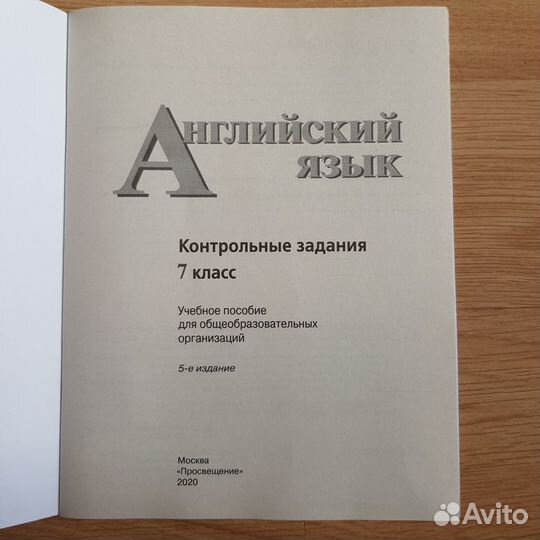 Английский
язык
Контрольные задания
7 класс
Учебное пособие
для общеобразовательных
организаций
5-е издание
Москва
«Просвещение»
2020
Avito